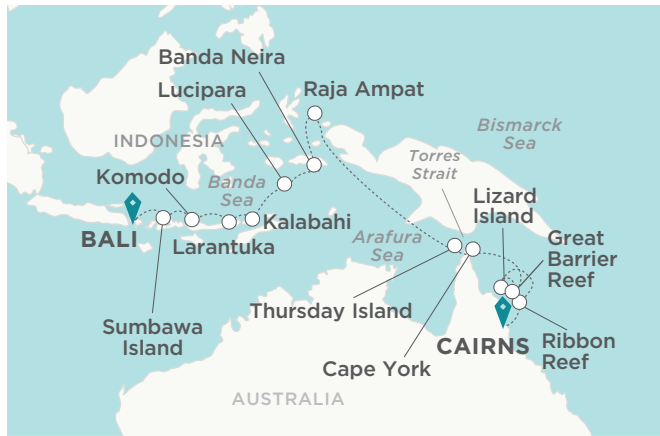 Banda Neira
Lucipara
Raja Ampat
Bismarck
Sea
INDONESIA
Torres
Strait
Komodo
Banda
Sea
Lizard
Island
Kalabahi
BALI
Larantuka
Arafura
Sea
Great
Barrier
Reef
Thursday Island
Sumbawa
Island
CAIRNS
Ribbon
Reef
Cape York
AUSTRALIA